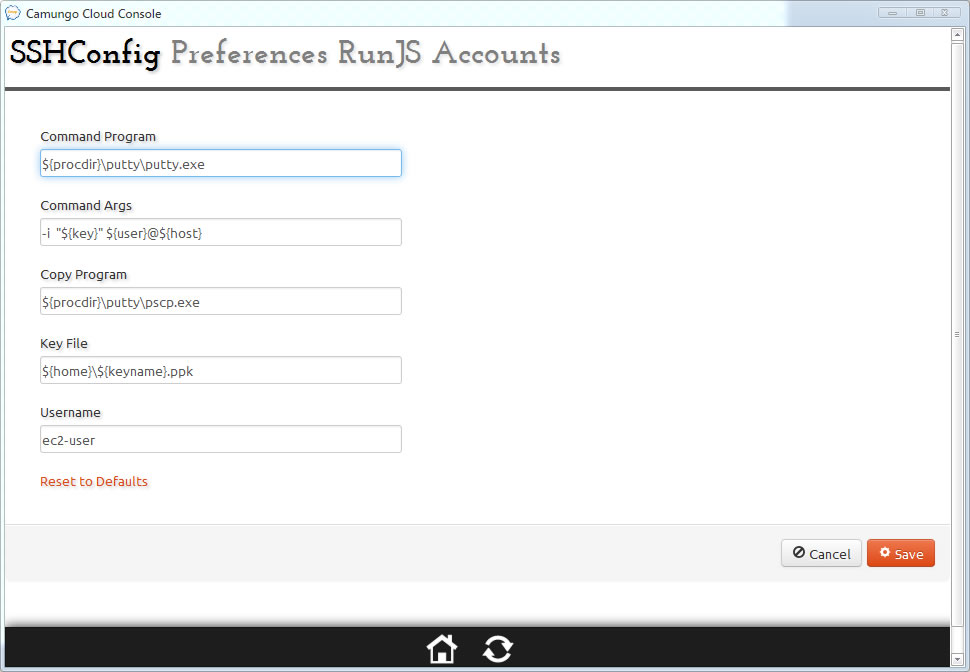 Camungo Cloud Console
SSHConfig Preferences RunJS Accounts
Command Program
${procdir}\putty\putty.exe
Command Args
-i "${key}" ${user}@${host}
Copy Program
${procdir}\putty\pscp.exe
Key File
${home}\${keyname}.ppk
Username
ec2-user
Reset to Defaults
Cancel Save